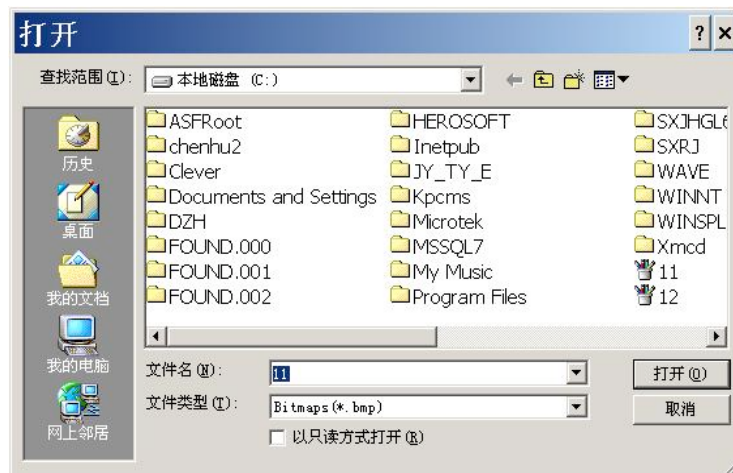 打开
查找范围(I):
本地磁盘 (C:)
历史
桌面
我的文档
我的电脑
网上邻居
ASFRoot
chenhu2
Clever
Documents and Settings
DZH
FOUND.000
FOUND.001
FOUND.002
HEROSOFT
Inetpub
JY_TY_E
Kpcms
Microtek
MSSQL7
My Music
Program Files
SXJHGL6
SXRJ
WAVE
WINNT
WINSPL
Xmcd
11
12
文件名(N):
11
打开(O)
文件类型(T):
Bitmaps(*.bmp)
取消
以只读方式打开(R)